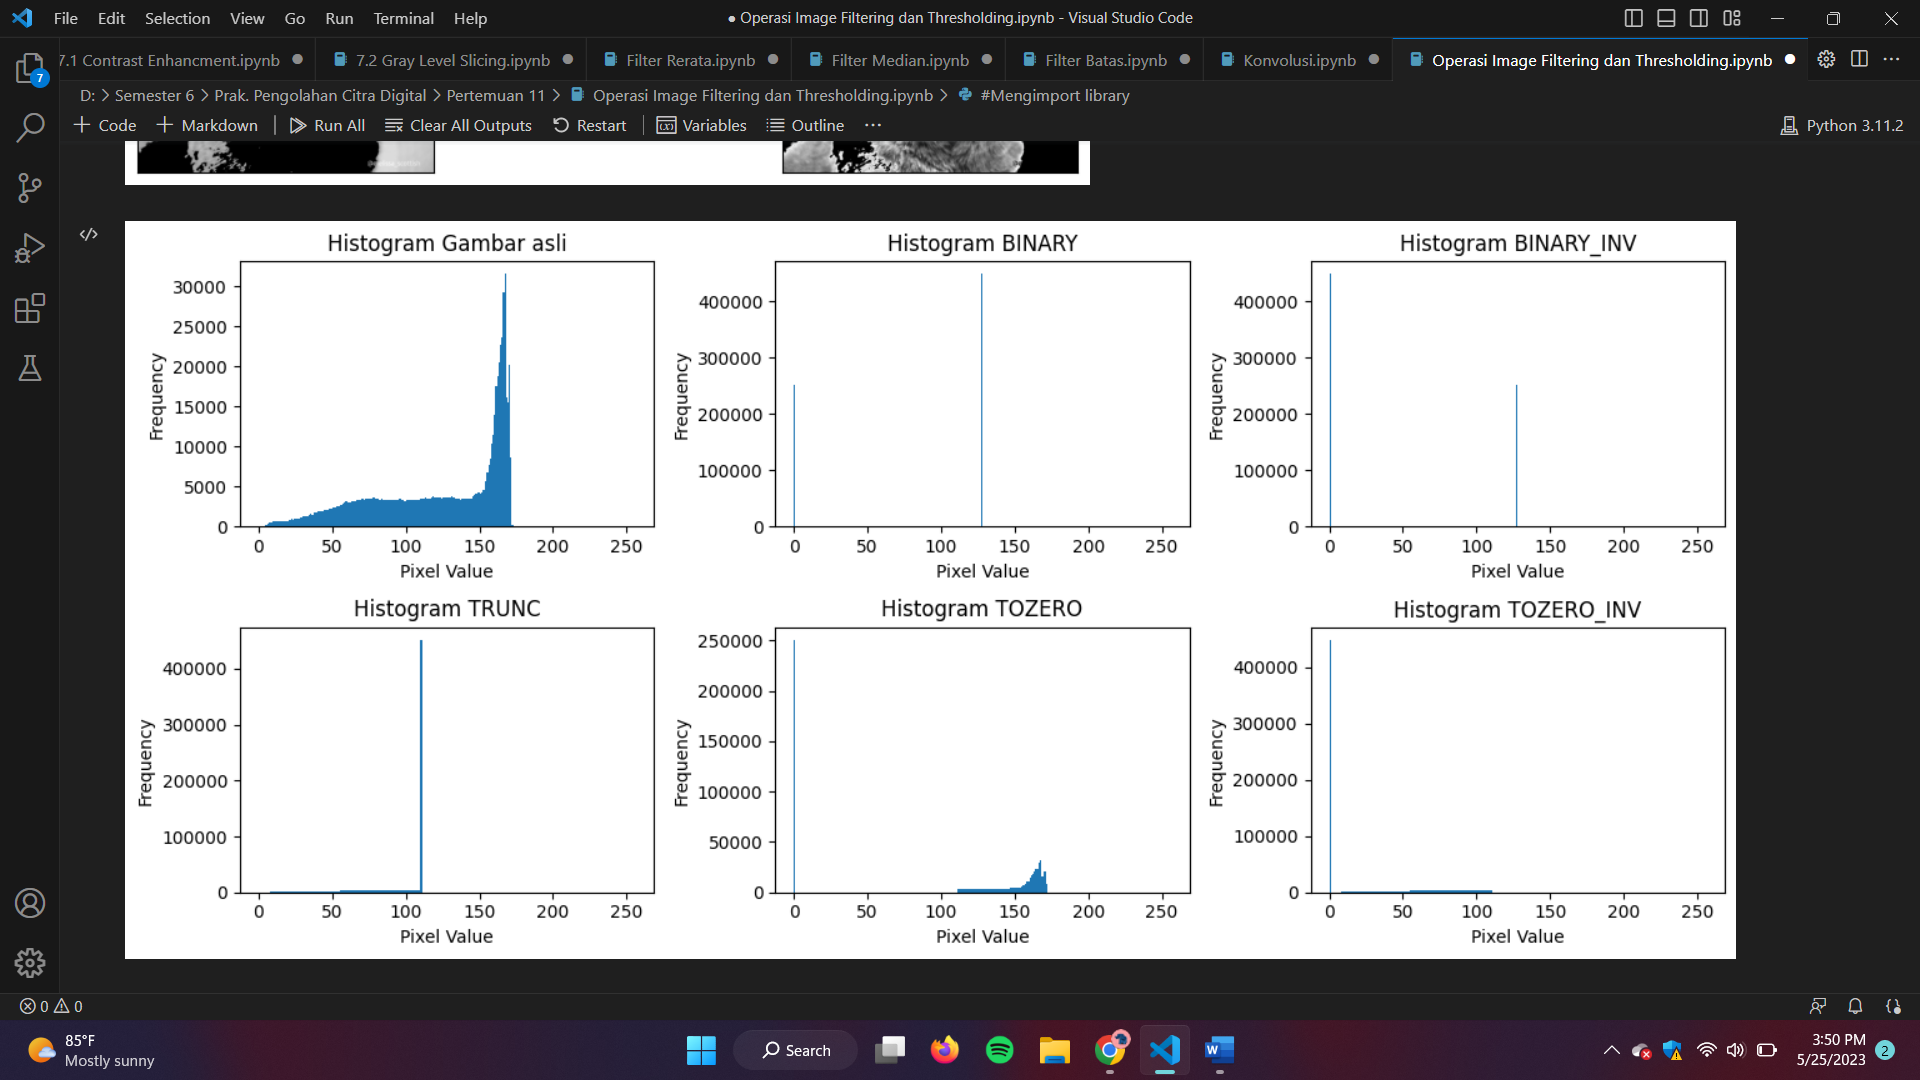 File Edit Selection View Go Run Terminal Help
● Operasi Image Filtering dan Thresholding.ipynb - Visual Studio Code
7.1 Contrast Enhancment.ipynb
7.2 Gray Level Slicing.ipynb
Filter Rerata.ipynb
Filter Median.ipynb
Filter Batas.ipynb
Konvolusi.ipynb
Operasi Image Filtering dan Thresholding.ipynb
7
D: > Semester 6 > Prak. Pengolahan Citra Digital > Pertemuan 11 > Operasi Image Filtering dan Thresholding.ipynb > #Mengimport library
+ Code + Markdown | Run All Clear All Outputs Restart | Variables Outline ...
Python 3.11.2
Histogram Gambar asli
30000
25000
20000
15000
10000
5000
0
Frequency
0 50 100 150 200 250
Pixel Value
Histogram BINARY
400000
300000
200000
100000
0
Frequency
0 50 100 150 200 250
Pixel Value
Histogram BINARY_INV
400000
300000
200000
100000
0
Frequency
0 50 100 150 200 250
Pixel Value
Histogram TRUNC
400000
300000
200000
100000
0
Frequency
0 50 100 150 200 250
Pixel Value
Histogram TOZERO
250000
200000
150000
100000
50000
0
Frequency
0 50 100 150 200 250
Pixel Value
Histogram TOZERO_INV
400000
300000
200000
100000
0
Frequency
0 50 100 150 200 250
Pixel Value
0 0
85°F
Mostly sunny
Search
3:50 PM
5/25/2023
2